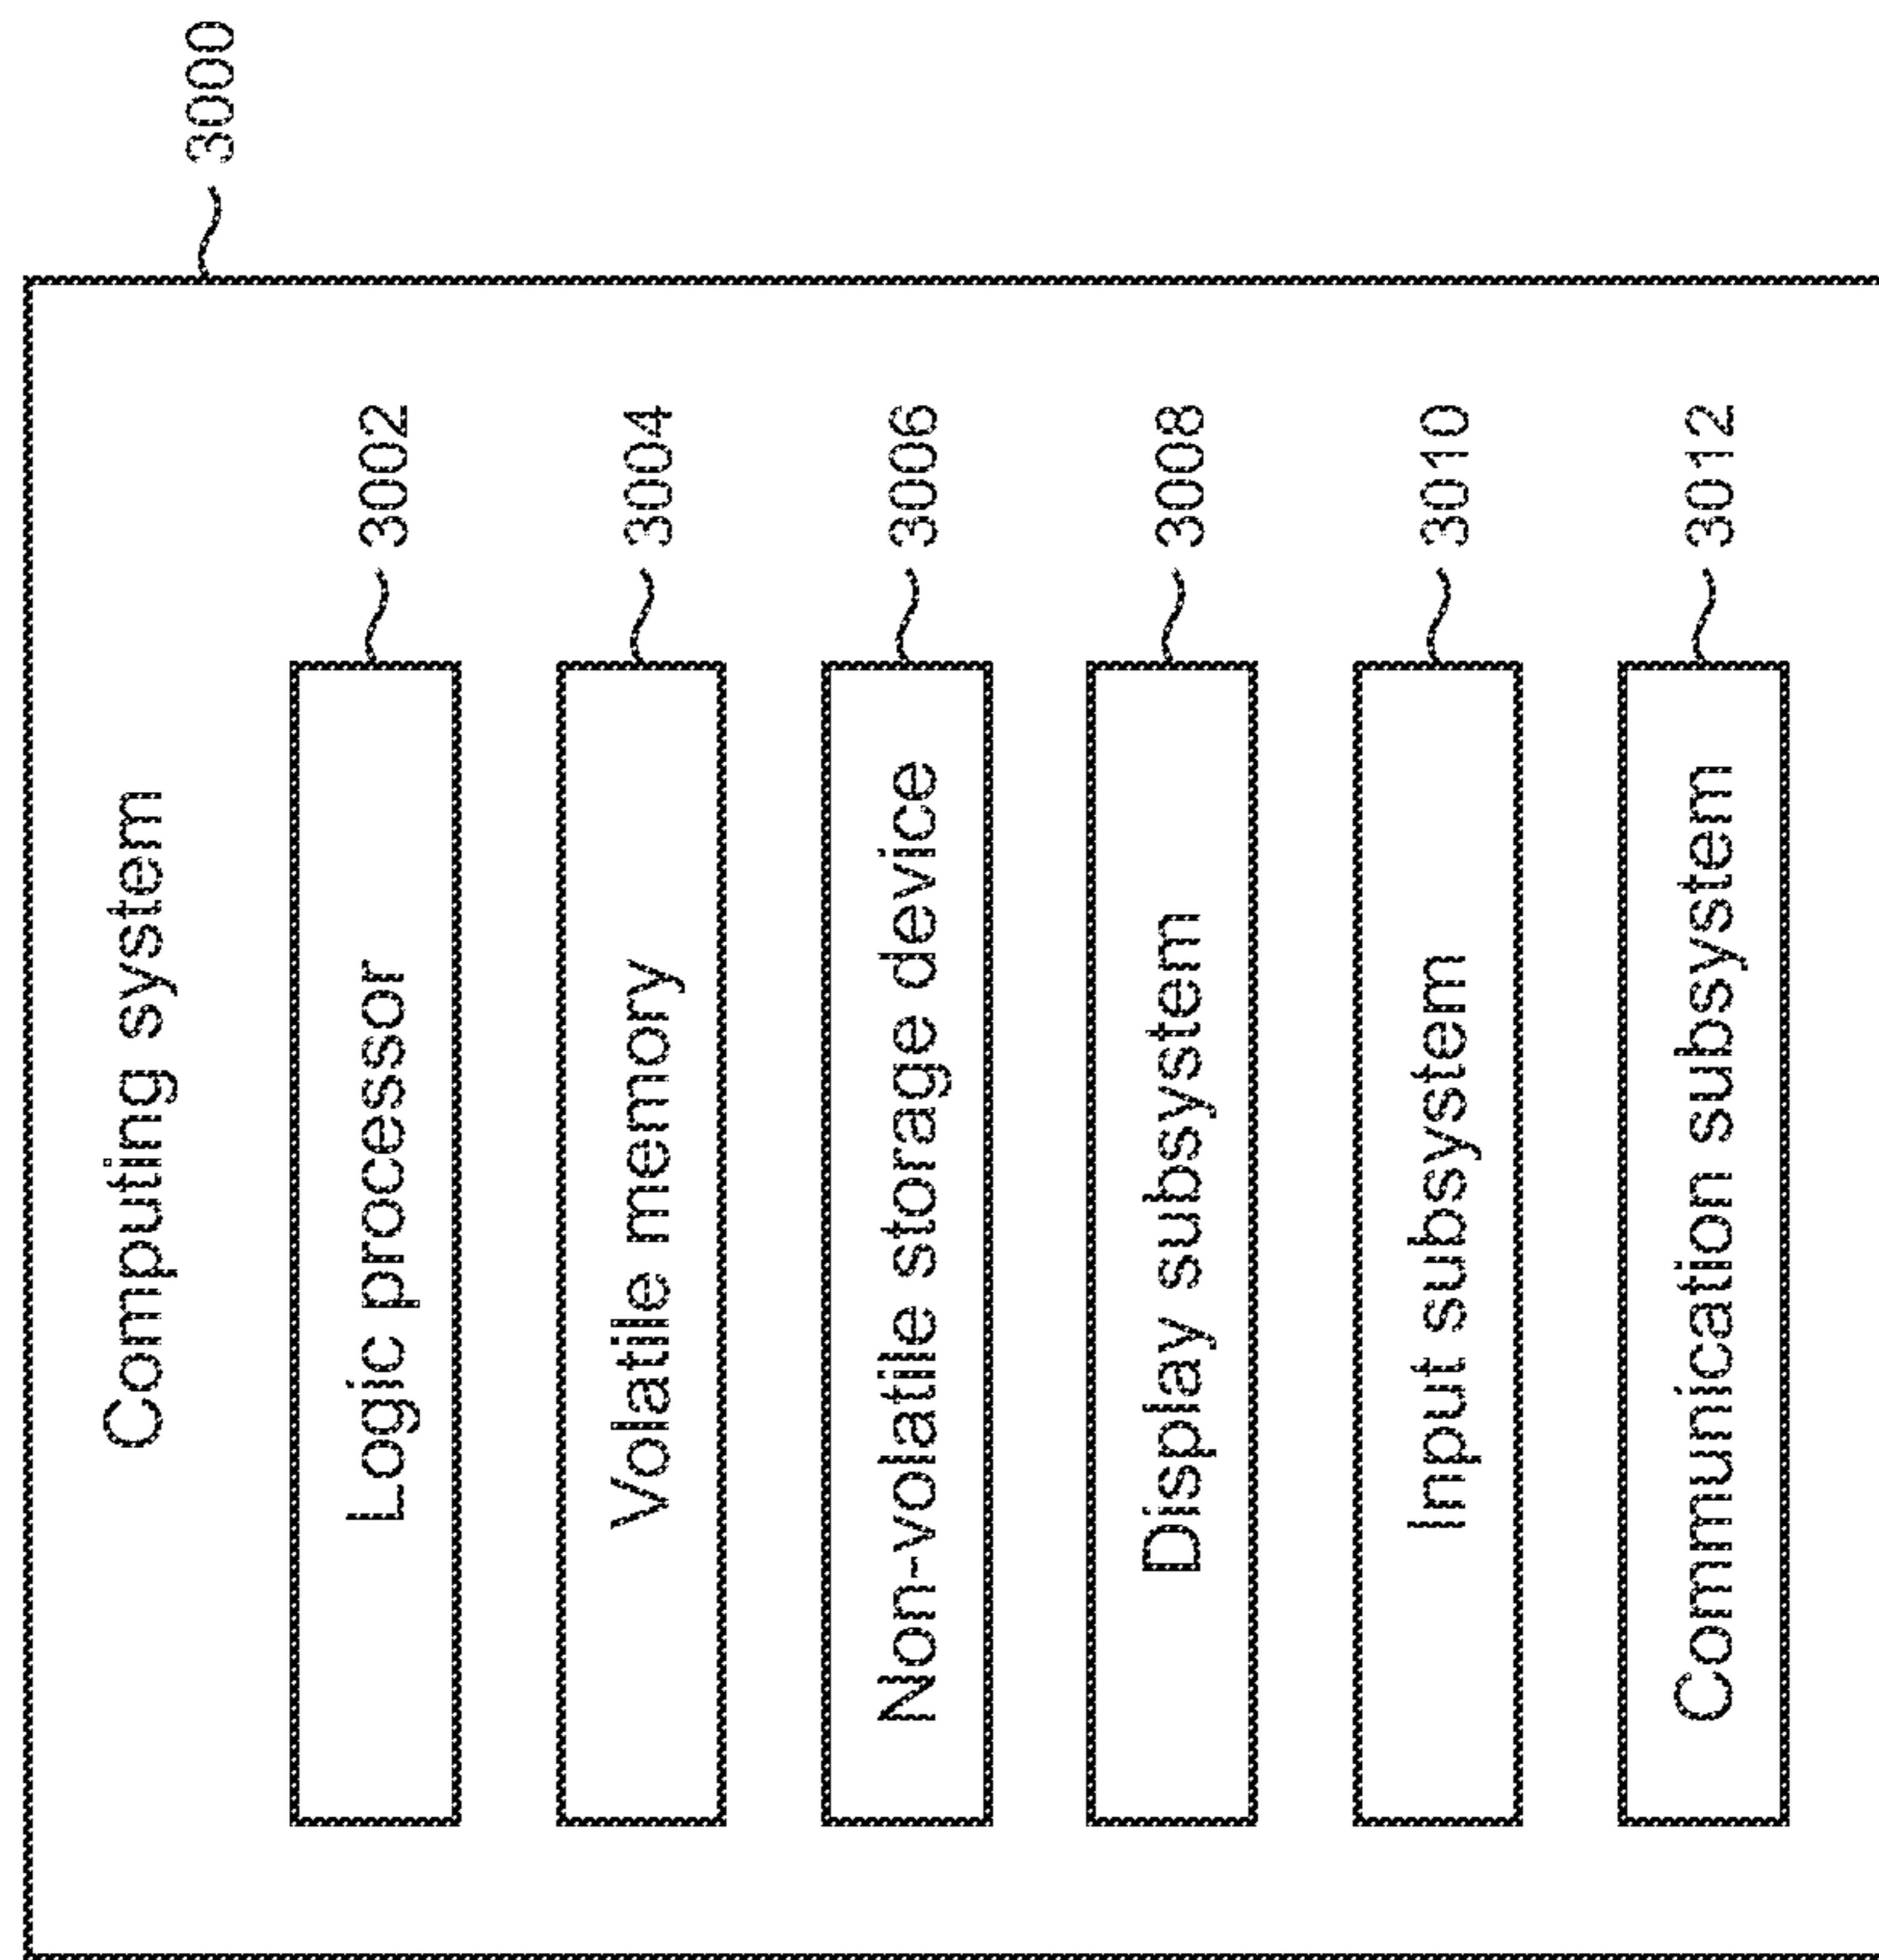 Computing system
3000
Logic processor
3002
Volatile memory
3004
Non-volatile storage device
3006
Display subsystem
3008
Input subsystem
3010
Communication subsystem
3012